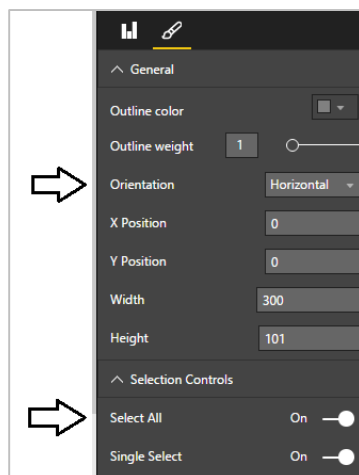 General
Outline color
Outline weight 1
Orientation Horizontal
X Position 0
Y Position 0
Width 300
Height 101
Selection Controls
Select All On
Single Select On